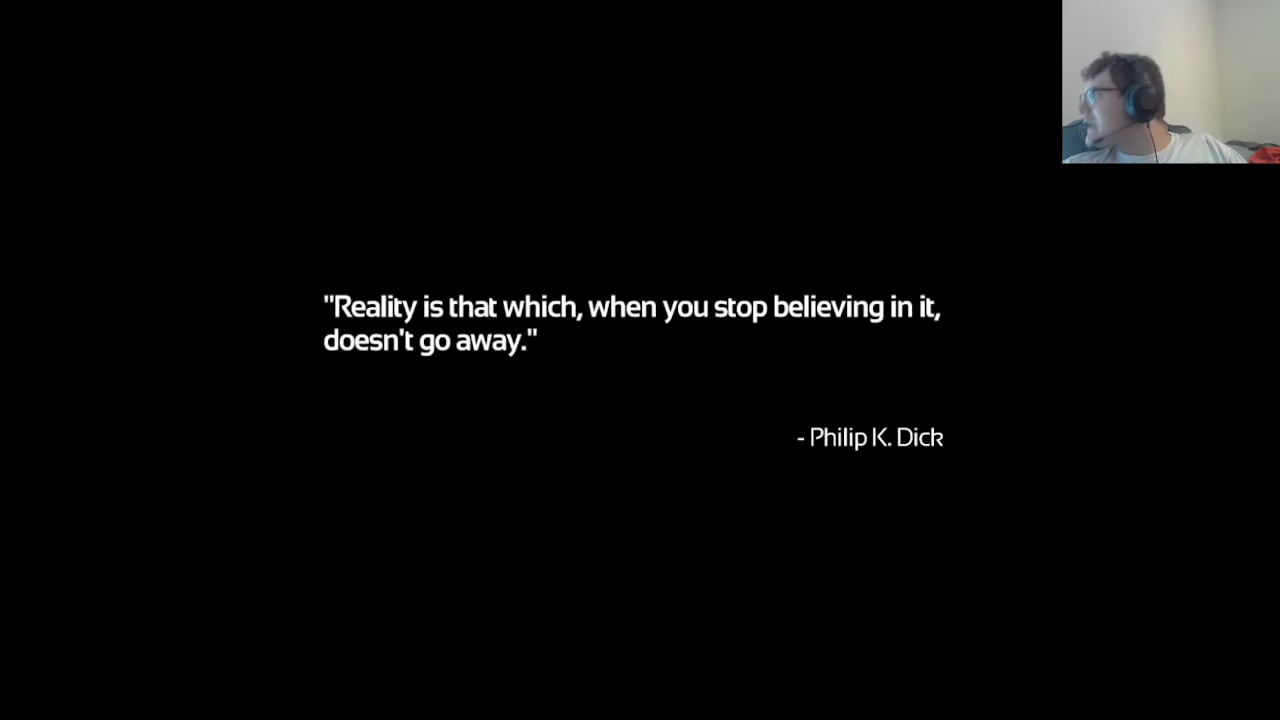 "Reality is that which, when you stop believing in it,
doesn't go away."
- Philip K. Dick